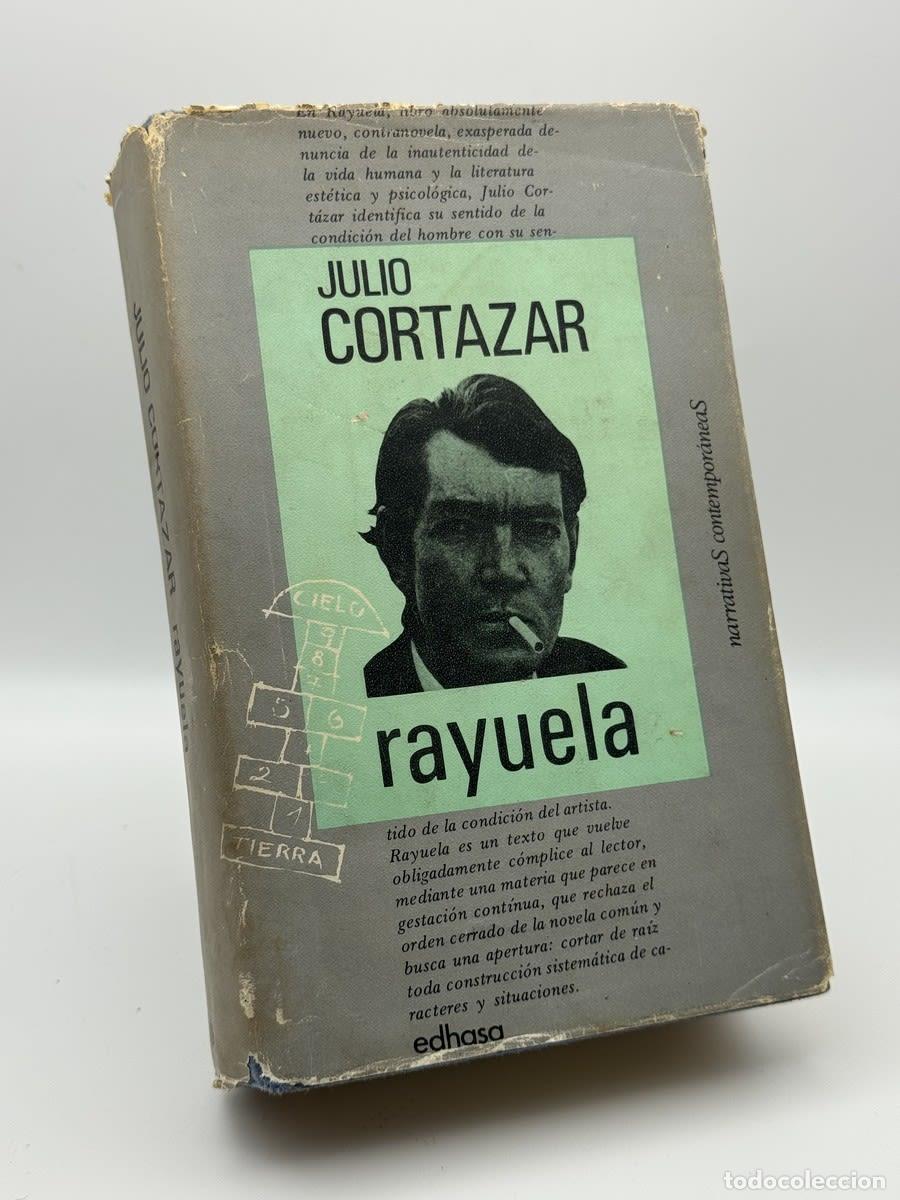 En Rayuela, libro absolutamente
nuevo, contranovela, exasperada de-
nuncia de la inautenticidad de-
la vida humana y la literatura
estética y psicológica, Julio Cor-
tázar identifica su sentido de la
condición del hombre con su sen-
JULIO
CORTAZAR
narrativaS contemporáneaS
JULIO CORTAZAR rayuela
CIELO
9
8
7
5 6
2
1
TIERRA
rayuela
tido de la condición del artista.
Rayuela es un texto que vuelve
obligadamente cómplice al lector,
mediante una materia que parece en
gestación contínua, que rechaza el
orden cerrado de la novela común y
busca una apertura: cortar de raíz
toda construcción sistemática de ca-
racteres y situaciones.
edhasa
todocoleccion